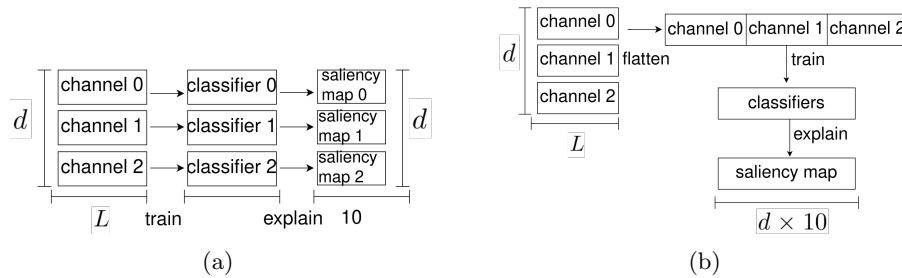 channel 0
classifier 0
saliency
map 0
channel 1
classifier 1
saliency
map 1
channel 2
classifier 2
saliency
map 2
d
d
L
train
explain
10
(a)
channel 0
channel 1
channel 2
d
L
flatten
channel 0 channel 1 channel 2
train
classifiers
explain
saliency map
d × 10
(b)